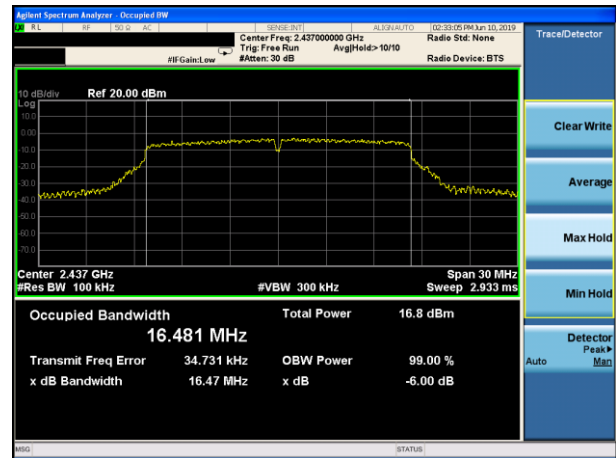 Agilent Spectrum Analyzer - Occupied BW
RL RF 50 Ω AC SENSE:INT ALIGNAUTO 02:33:05 PM Jun 10, 2019
Center Freq: 2.437000000 GHz Radio Std: None
Trig: Free Run Avg|Hold:> 10/10
#IFGain:Low #Atten: 30 dB Radio Device: BTS
Trace/Detector
10 dB/div Ref 20.00 dBm
Log
10.0
0.00
-10.0
-20.0
-30.0
-40.0
-50.0
-60.0
-70.0
Center 2.437 GHz Span 30 MHz
#Res BW 100 kHz #VBW 300 kHz Sweep 2.933 ms
Occupied Bandwidth Total Power 16.8 dBm
16.481 MHz
Transmit Freq Error 34.731 kHz OBW Power 99.00 %
x dB Bandwidth 16.47 MHz x dB -6.00 dB
Clear Write
Average
Max Hold
Min Hold
Detector
Peak▶
Auto Man
MSG STATUS